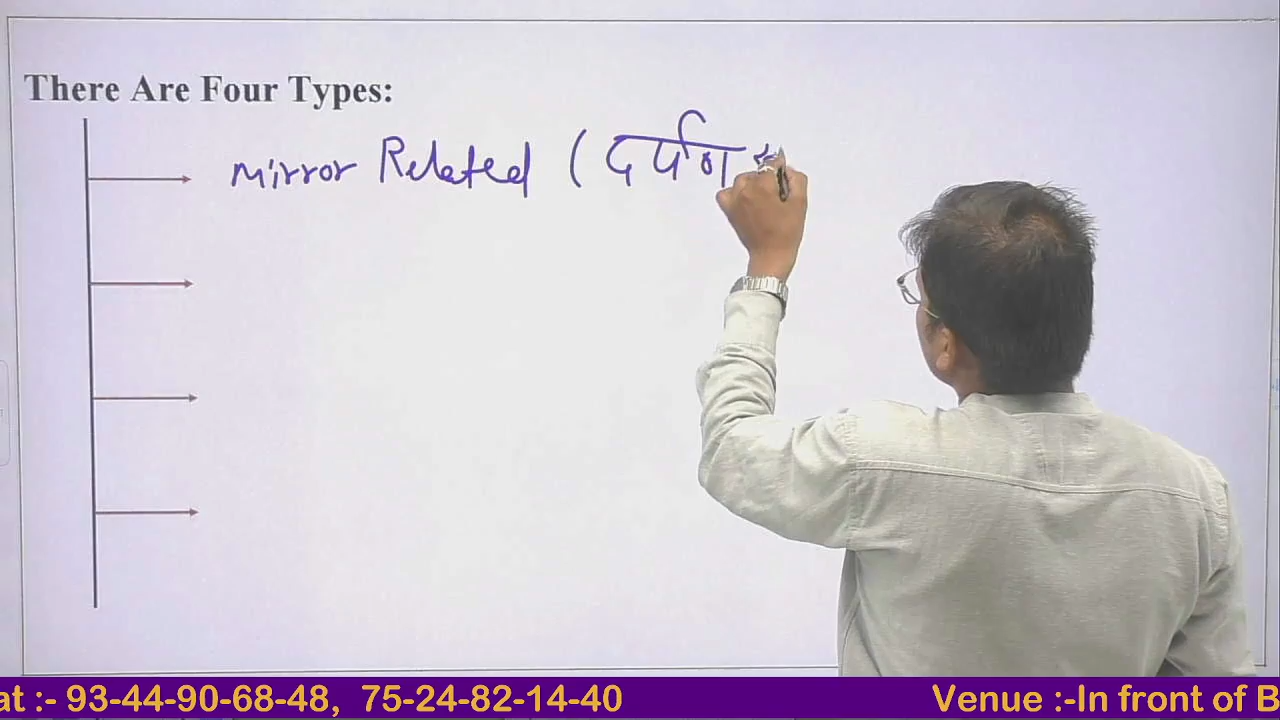 There Are Four Types:
Mirror Related (दर्पण
at :- 93-44-90-68-48, 75-24-82-14-40 Venue :-In front of B